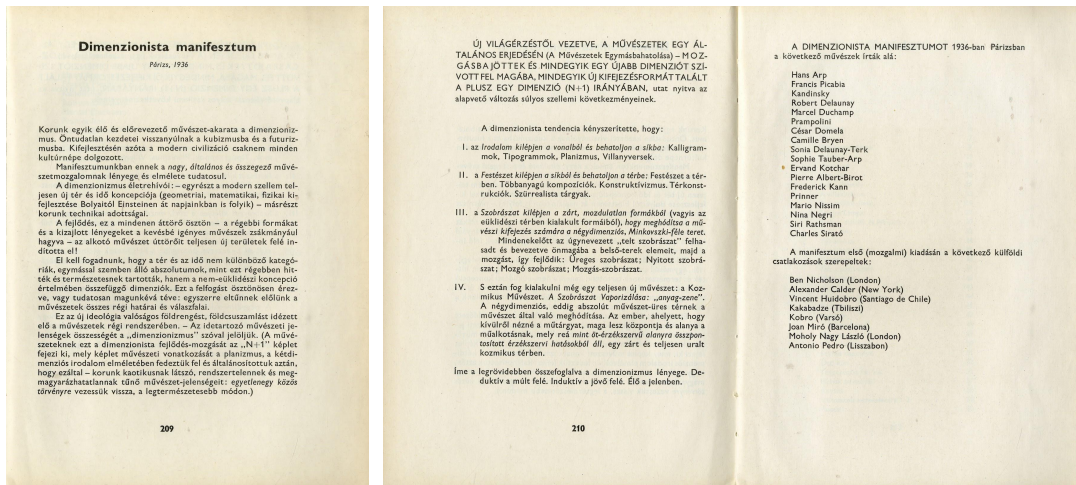 Dimenzionista manifesztum
Párizs, 1936
Korunk egyik élő és előrevezető művészet-akarata a dimenzioniz-
mus. Öntudatlan kezdetei visszanyúlnak a kubizmusba és a futuriz-
musba. Kifejlesztésén azóta a modern civilizáció csaknem minden
kultúrnépe dolgozott.
Manifesztumunkban ennek a nagy, általános és összegező művé-
szetmozgalomnak lényege és elmélete tudatosul.
A dimenzionizmus életrehívói: – egyrészt a modern szellem tel-
jesen új tér és idő koncepciója (geometriai, matematikai, fizikai ki-
fejlesztése Bolyaitól Einsteinen át napjainkban is folyik) – másrészt
korunk technikai adottságai.
A fejlődés, ez a mindenen áttörő ösztön – a régebbi formákat
és a kizajlott lényegeket a kevésbé igényes művészek zsákmányául
hagyva – az alkotó művészet úttörőit teljesen új területek felé in-
dította el!
El kell fogadnunk, hogy a tér és az idő nem különböző kategó-
riák, egymással szemben álló abszolutumok, mint ezt régebben hit-
ték és természetesnek tartották, hanem a nem-eüklidészi koncepció
értelmében összefüggő dimenziók. Ezt a felfogást ösztönösen érez-
ve, vagy tudatosan magunkévá téve: egyszerre eltűnnek előlünk a
művészetek összes régi határai és válaszfalai.
Ez az új ideológia valóságos földrengést, földcsuszamlást idézett
elő a művészetek régi rendszerében. – Az idetartozó művészeti je-
lenségek összességét a „dimenzionizmus” szóval jelöljük. (A művé-
szeteknek ezt a dimenzionista fejlődés-mozgását az „N+1” képlet
fejezi ki, mely képlet művészeti vonatkozását a planizmus, a kétdi-
menziós irodalom elméletében fedeztük fel és általánosítottuk aztán,
hogy ezáltal – korunk kaotikusnak látszó, rendszertelennek és meg-
magyarázhatatlannak tűnő művészet-jelenségeit: egyetlenegy közös
törvényre vezessük vissza, a legtermészetesebb módon.)
209
ÚJ VILÁGÉRZÉSTŐL VEZETVE, A MŰVÉSZETEK EGY ÁL-
TALÁNOS ERJEDÉSÉN (A Művészetek Egymásbahatolása) – MOZ-
GÁSBA JÖTTEK ÉS MINDEGYIK EGY ÚJABB DIMENZIÓT SZÍ-
VOTT FEL MAGÁBA, MINDEGYIK ÚJ KIFEJEZÉSFORMÁT TALÁLT
A PLUSZ EGY DIMENZIÓ (N+1) IRÁNYÁBAN, utat nyitva az
alapvető változás súlyos szellemi következményeinek.
A dimenzionista tendencia kényszerítette, hogy:
I. az Irodalom kilépjen a vonalból és behatoljon a síkba: Kalligram-
mok, Tipogrammok, Planizmus, Villanyversek.
II. a Festészet kilépjen a síkból és behatoljon a térbe: Festészet a tér-
ben. Többanyagú kompozíciók. Konstruktivizmus. Térkonst-
rukciók. Szürrealista tárgyak.
III. a Szobrászat kilépjen a zárt, mozdulatlan formákból (vagyis az
eüklidészi térben kialakult formáiból), hogy meghódítsa a mű-
vészi kifejezés számára a négydimenziós, Minkovszki-féle teret.
Mindenekelőtt az úgynevezett „telt szobrászat” felha-
sadt és bevezetve önmagába a belső-terek elemeit, majd a
mozgást, így fejlődik: Üreges szobrászat; Nyitott szobrá-
szat; Mozgó szobrászat; Mozgás-szobrászat.
IV. S ezután fog kialakulni még egy teljesen új művészet: a Koz-
mikus Művészet. A Szobrászat Vaporizálása: „anyag-zene”.
A négydimenziós, eddig abszolút művészet-üres térnek a
művészet által való meghódítása. Az ember, ahelyett, hogy
kívülről nézné a műtárgyat, maga lesz központja és alanya a
műalkotásnak, mely reá mint öt-érzékszervű alanyra összpon-
tosított érzékszervi hatásokból áll, egy zárt és teljesen uralt
kozmikus térben.
Íme a legrövidebben összefoglalva a dimenzionizmus lényege. De-
duktív a múlt felé. Induktív a jövő felé. Élő a jelenben.
210
A DIMENZIONISTA MANIFESZTUMOT 1936-ban Párizsban
a következő művészek írták alá:
Hans Arp
Francis Picabia
Kandinsky
Robert Delaunay
Marcel Duchamp
Prampolini
César Domela
Camille Bryen
Sonia Delaunay-Terk
Sophie Tauber-Arp
Ervand Kotchar
Pierre Albert-Birot
Frederick Kann
Prinner
Mario Nissim
Nina Negri
Siri Rathsman
Charles Sirató
A manifesztum első (mozgalmi) kiadásán a következő külföldi
csatlakozások szerepeltek:
Ben Nicholson (London)
Alexander Calder (New York)
Vincent Huidobro (Santiago de Chile)
Kakabadze (Tbiliszi)
Kobro (Varsó)
Joan Miró (Barcelona)
Moholy Nagy László (London)
Antonio Pedro (Lisszabon)